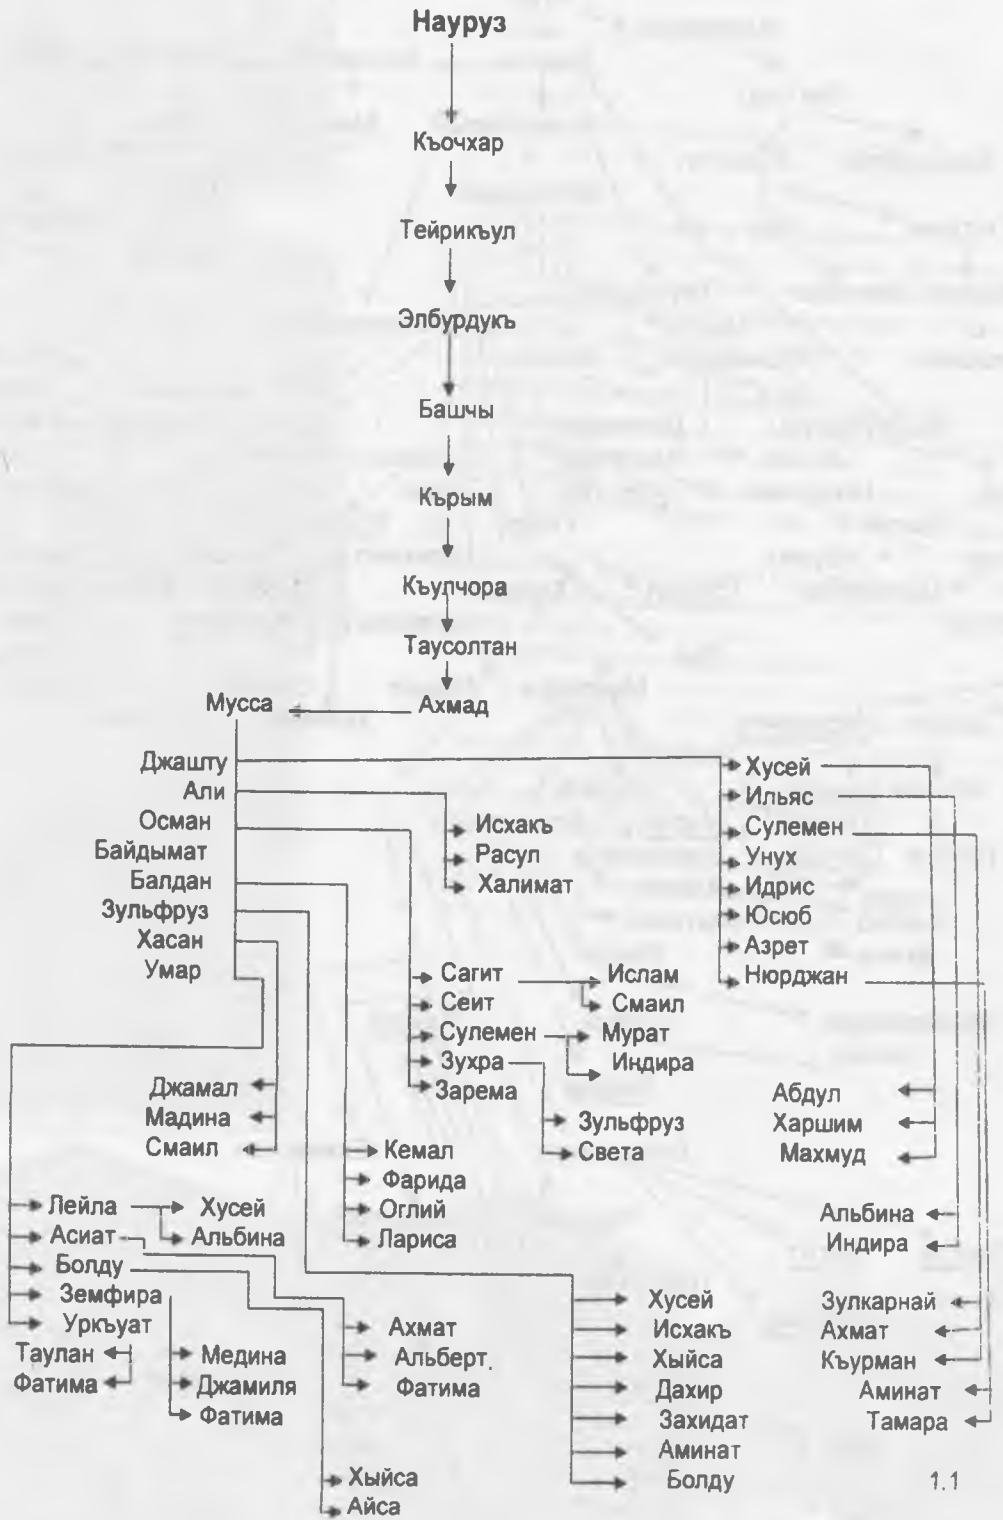 Науруз
Къочхар
Тейрикъул
Элбурдукъ
Башчы
Кърым
Къулчора
Таусолтан
Мусса Ахмад
Джашту
Али
Осман
Байдымат
Балдан
Зульфруз
Хасан
Умар
Исхакъ
Расул
Халимат
Хусей
Ильяс
Сулемен
Унух
Идрис
Юсюб
Азрет
Нюрджан
Сагит
Сеит
Сулемен
Зухра
Зарема
Ислам
Смаил
Мурат
Индира
Зульфруз
Света
Джамал
Мадина
Смаил
Кемал
Фарида
Оглий
Лариса
Абдул
Харшим
Махмуд
Альбина
Индира
Лейла
Асиат
Болду
Земфира
Уркъуат
Хусей
Альбина
Таулан
Фатима
Медина
Джамиля
Фатима
Ахмат
Альберт.
Фатима
Хыйса
Айса
Хусей
Исхакъ
Хыйса
Дахир
Захидат
Аминат
Болду
Зулкарнай
Ахмат
Къурман
Аминат
Тамара
1.1